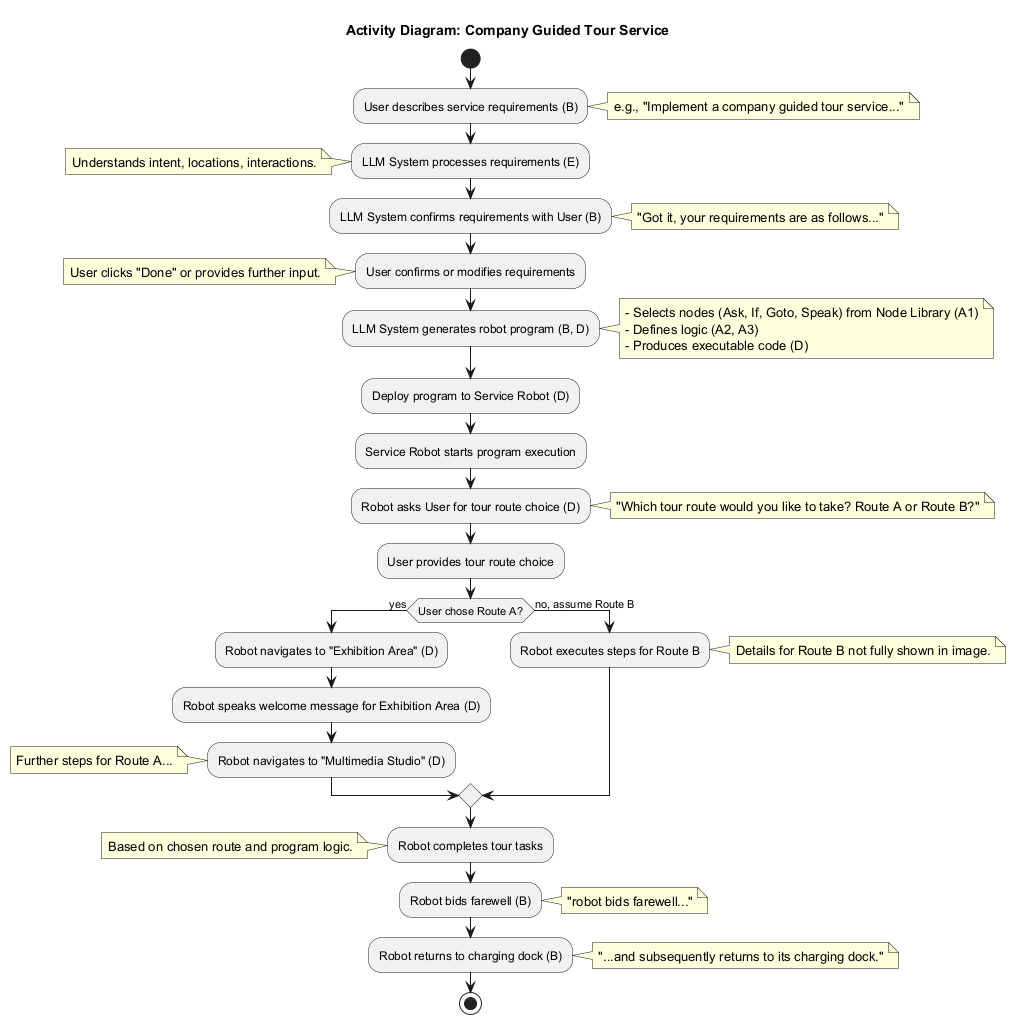 Activity Diagram: Company Guided Tour Service
User describes service requirements (B)
e.g., "Implement a company guided tour service..."
Understands intent, locations, interactions.
LLM System processes requirements (E)
LLM System confirms requirements with User (B)
"Got it, your requirements are as follows..."
User clicks "Done" or provides further input.
User confirms or modifies requirements
LLM System generates robot program (B, D)
- Selects nodes (Ask, If, Goto, Speak) from Node Library (A1)
- Defines logic (A2, A3)
- Produces executable code (D)
Deploy program to Service Robot (D)
Service Robot starts program execution
Robot asks User for tour route choice (D)
"Which tour route would you like to take? Route A or Route B?"
User provides tour route choice
yes
User chose Route A?
no, assume Route B
Robot navigates to "Exhibition Area" (D)
Robot executes steps for Route B
Details for Route B not fully shown in image.
Robot speaks welcome message for Exhibition Area (D)
Further steps for Route A...
Robot navigates to "Multimedia Studio" (D)
Based on chosen route and program logic.
Robot completes tour tasks
Robot bids farewell (B)
"robot bids farewell..."
Robot returns to charging dock (B)
"...and subsequently returns to its charging dock."